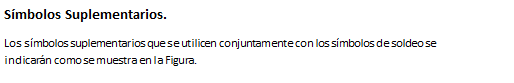 Símbolos Suplementarios.
Los símbolos suplementarios que se utilicen conjuntamente con los símbolos de soldeo se
indicarán como se muestra en la Figura.